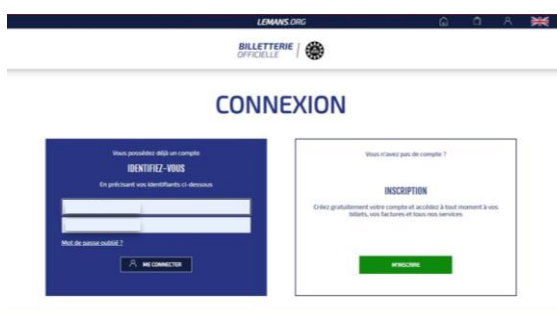 LEMANS.ORG
BILLETTERIE
OFFICIELLE
CONNEXION
Vous possédez déjà un compte
IDENTIFIEZ-VOUS
En précisant vos identifiants ci-dessous
Mot de passe oublié ?
ME CONNECTER
Vous n'avez pas de compte ?
INSCRIPTION
Créez gratuitement votre compte et accédez à tout moment à vos
billets, vos factures et tous nos services
M'INSCRIRE